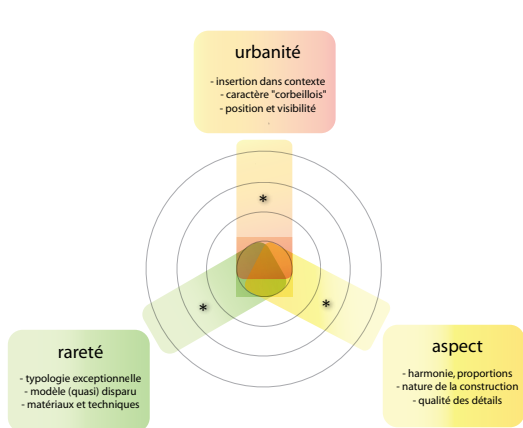 urbanité
- insertion dans contexte
- caractère "corbeillois"
- position et visibilité
*
*
*
rareté
- typologie exceptionnelle
- modèle (quasi) disparu
- matériaux et techniques
aspect
- harmonie, proportions
- nature de la construction
- qualité des détails